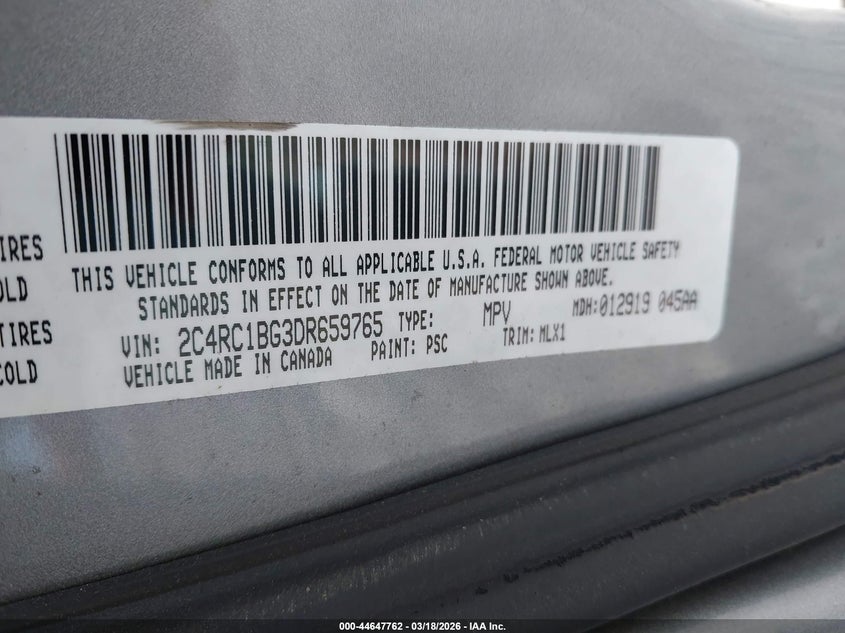 TIRES
OLD
TIRES
COLD
THIS VEHICLE CONFORMS TO ALL APPLICABLE U.S.A. FEDERAL MOTOR VEHICLE SAFETY
STANDARDS IN EFFECT ON THE DATE OF MANUFACTURE SHOWN ABOVE.
VIN: 2C4RC1BG3DR659765 TYPE: MPV MDH:012919 045AA
VEHICLE MADE IN CANADA PAINT: PSC TRIM: MLX1
000-44647762 | 03/18/2026 - IAA Inc.